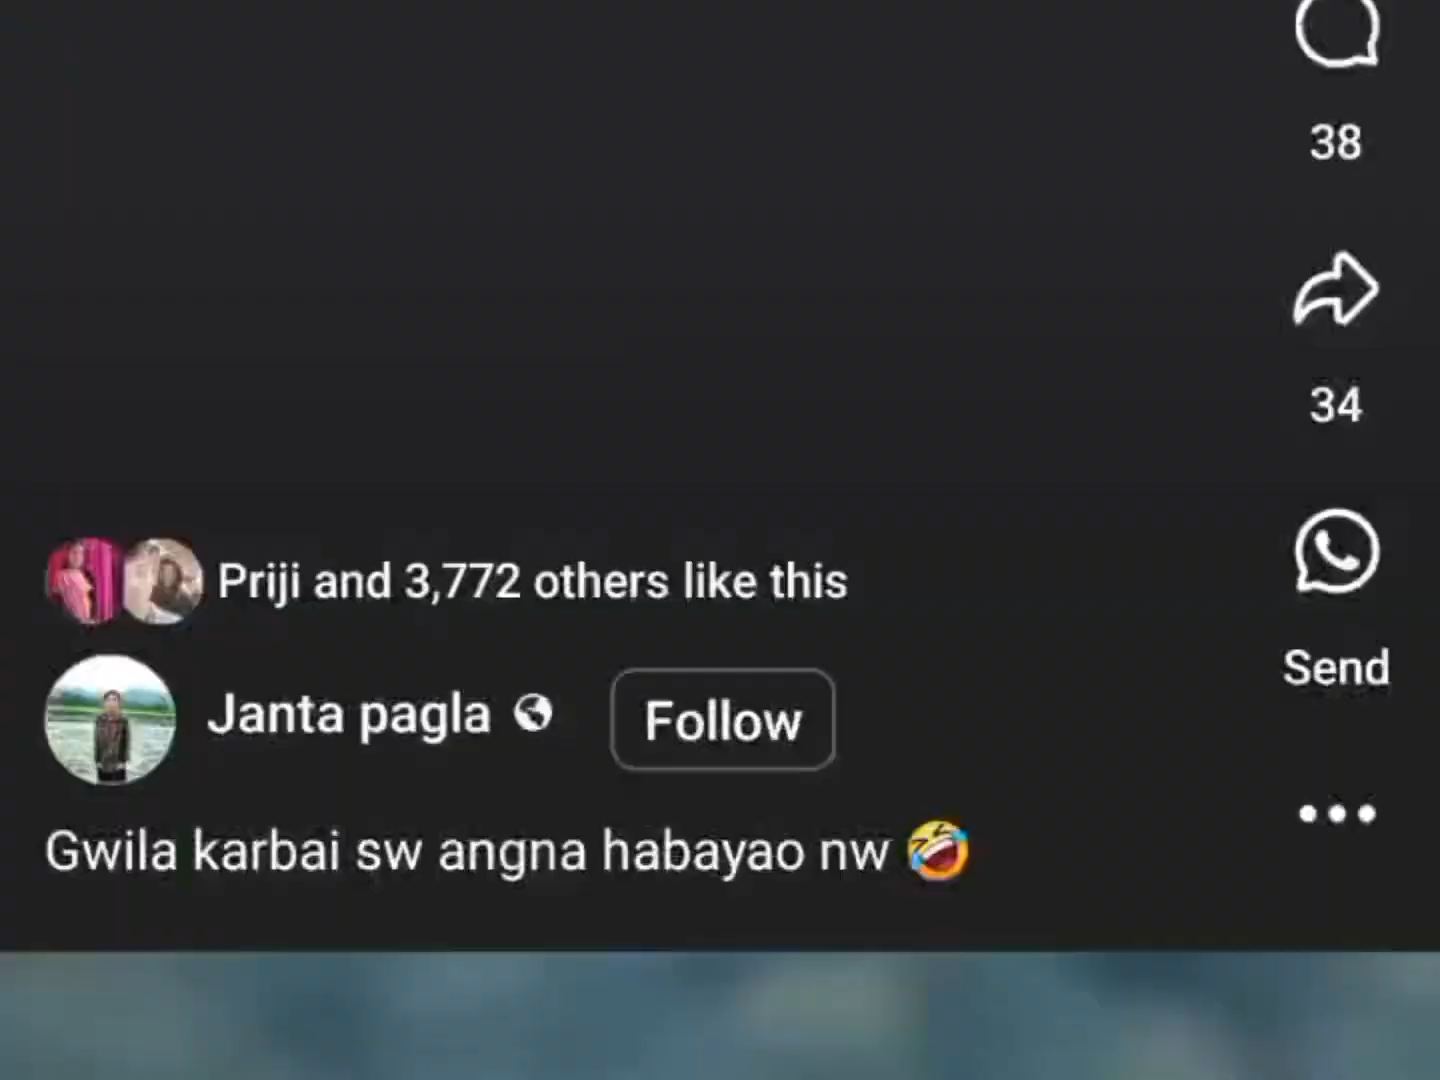 38
34
Send
Priji and 3,772 others like this
Janta pagla
Follow
Gwila karbai sw angna habayao nw 🤣